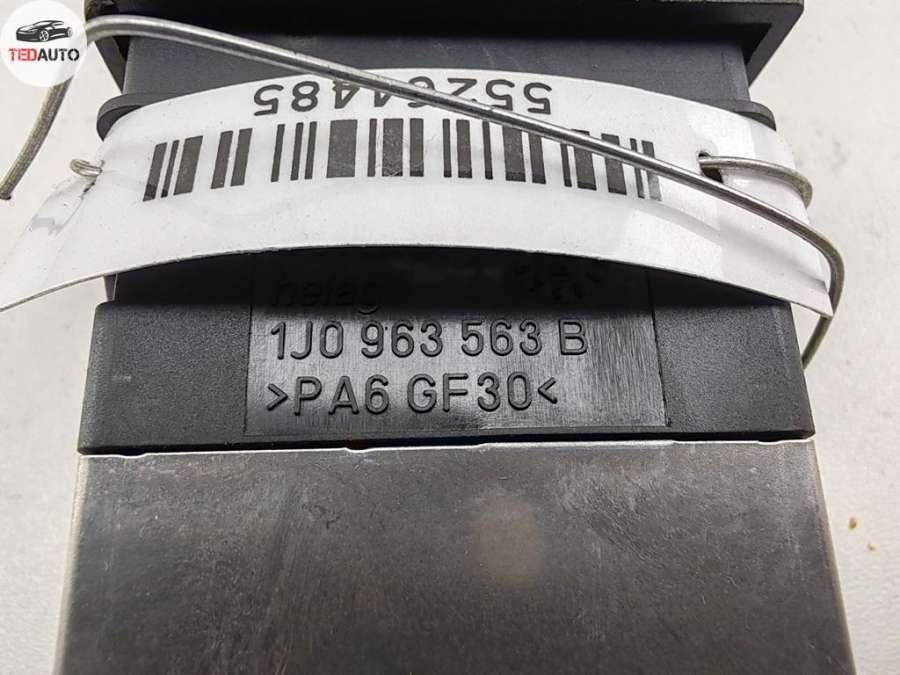 TEDAUTO
55264485
helag
1J0 963 563 B
>PA6 GF30<